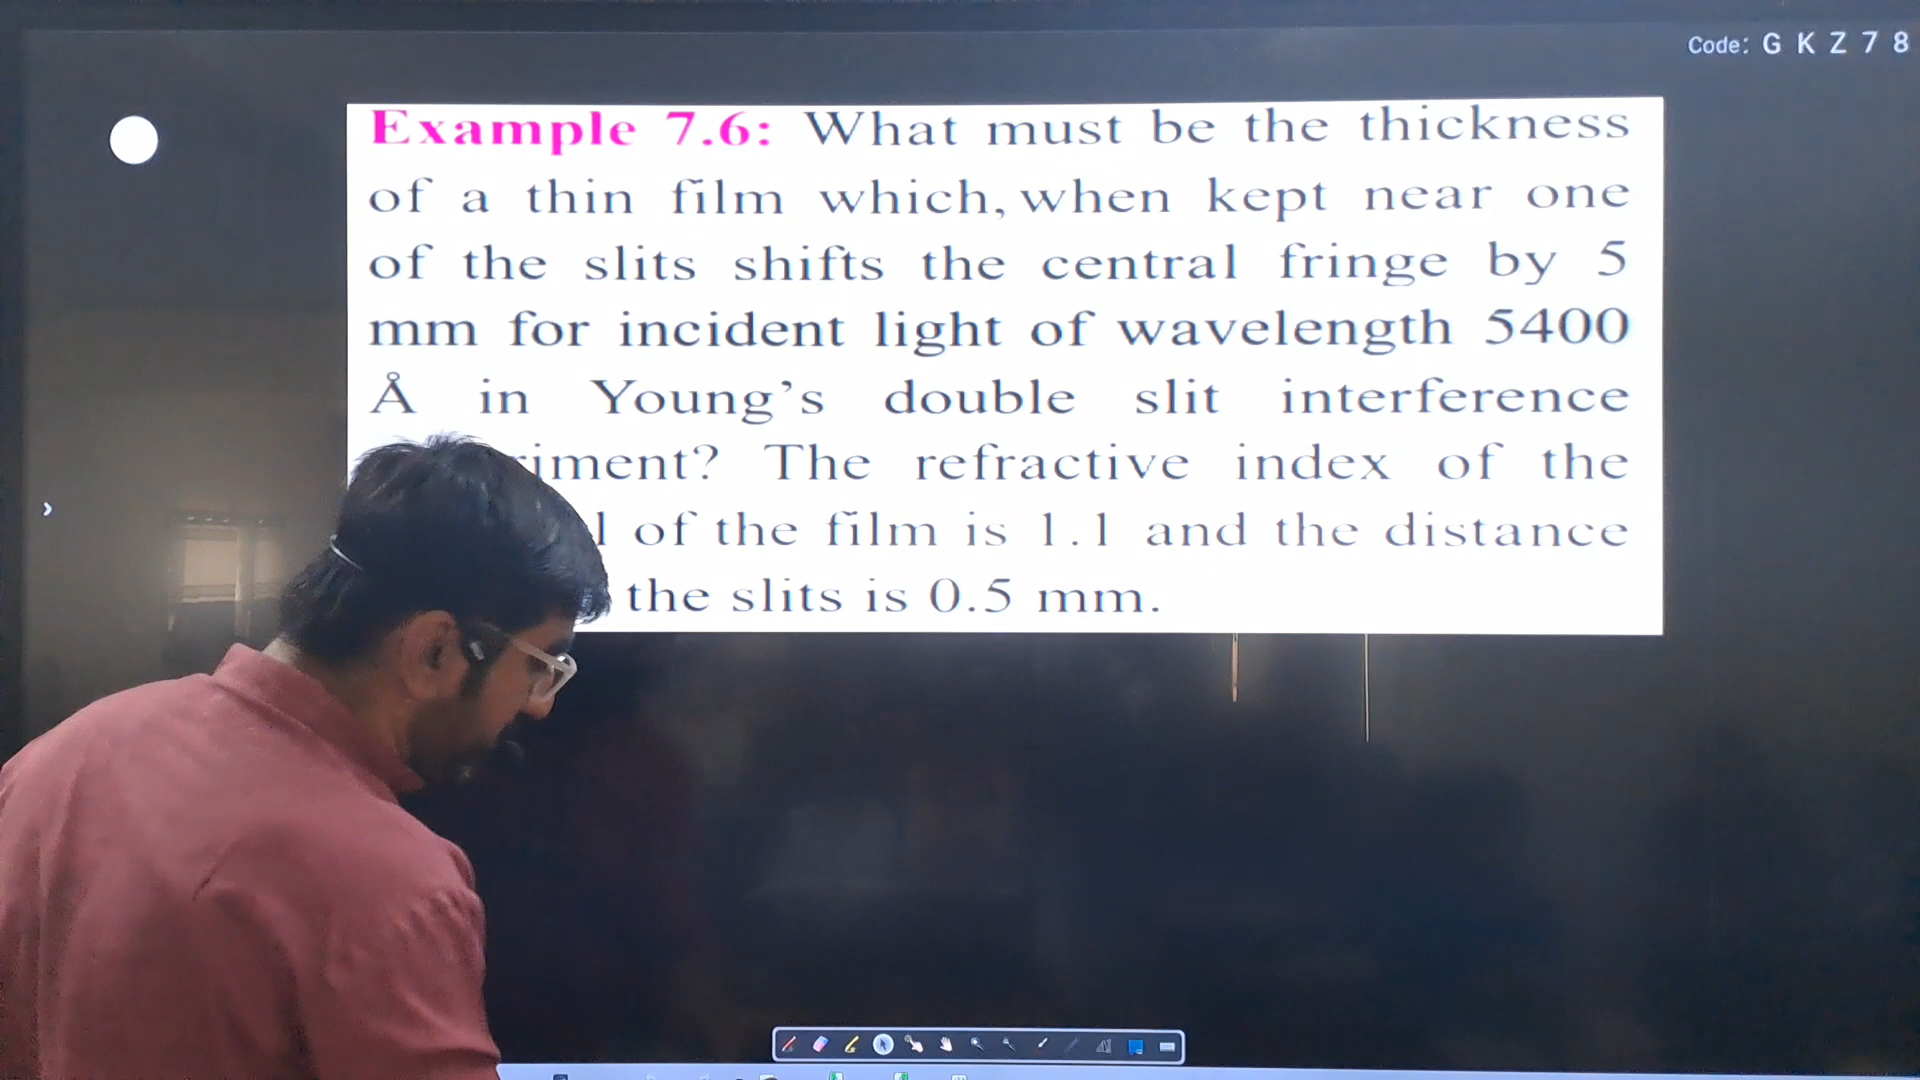 Code: G K Z 7 8
Example 7.6: What must be the thickness
of a thin film which, when kept near one
of the slits shifts the central fringe by 5
mm for incident light of wavelength 5400
Å in Young's double slit interference
The refractive index of the
of the film is 1.1 and the distance
the slits is 0.5 mm.